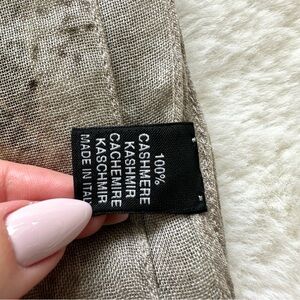 100%
CASHMERE
KASHMIR
CACHEMIRE
KASCHMIR
MADE IN ITALY